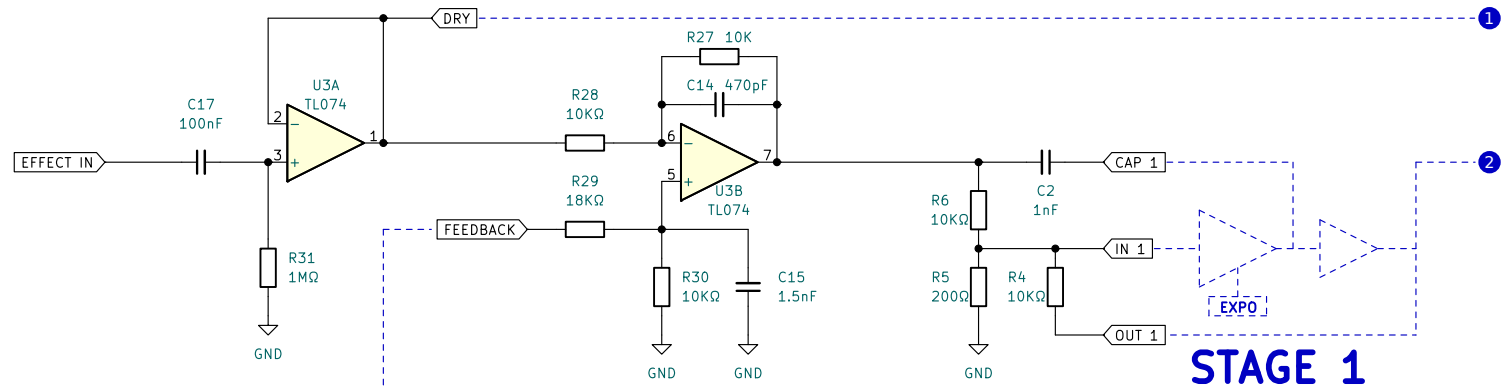 DRY
1
R27 10K
U3A
TL074
C14 470pF
C17
100nF
R28
10KΩ
2
−
1
6
−
EFFECT IN
3
+
7
CAP 1
2
R29
18KΩ
5
+
U3B
TL074
R6
10KΩ
C2
1nF
FEEDBACK
IN 1
R31
1MΩ
R30
10KΩ
C15
1.5nF
R5
200Ω
R4
10KΩ
EXPO
OUT 1
GND
GND
GND
GND
STAGE 1